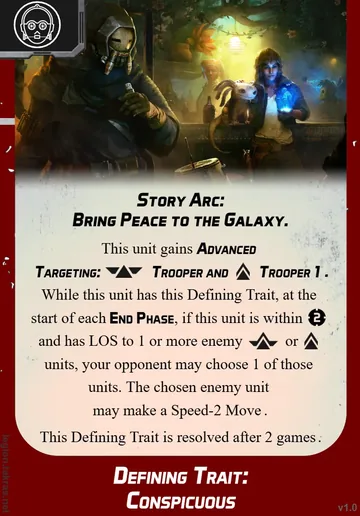 Story Arc:
Bring Peace to the Galaxy.
This unit gains Advanced
Targeting: Trooper and Trooper 1.
While this unit has this Defining Trait, at the
start of each End Phase, if this unit is within 2
and has LOS to 1 or more enemy or
units, your opponent may choose 1 of those
units. The chosen enemy unit
may make a Speed-2 Move.
This Defining Trait is resolved after 2 games.
Defining Trait:
Conspicuous
v1.0